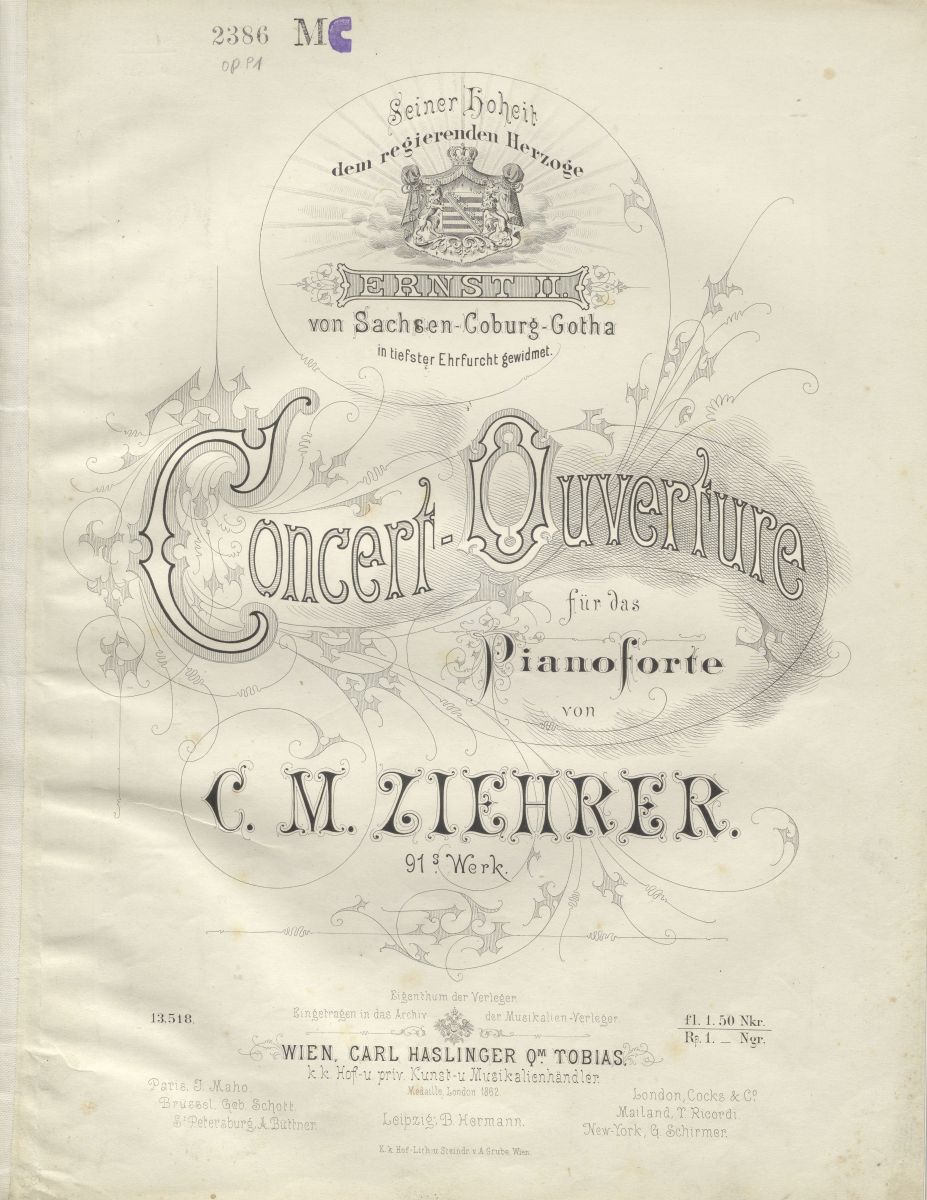 2386 MC
op 91
Seiner Hoheit
dem regierenden Herzoge
ERNST II.
von Sachsen-Coburg-Gotha
in tiefster Ehrfurcht gewidmet.
Concert-Ouverture
für das
Pianoforte
von
C. M. ZIEHRER.
91s. Werk.
Eigenthum der Verleger.
Eingetragen in das Archiv der Musikalien-Verleger
13,518.
fl. 1. 50 Nkr.
Rp. 1. _ Ngr.
WIEN, CARL HASLINGER QM TOBIAS.
k. k. Hof-u. priv. Kunst-u. Musikalienhändler.
Medaille, London 1862.
Paris, J. Maho.
Brüssel, Geb. Schott.
St Petersburg, A. Büttner.
Leipzig, B. Hermann.
London, Cocks & Co.
Mailand, T. Ricordi.
New-York, G. Schirmer.
K. k. Hof-Lith. u. Steindr. v. A. Grube, Wien.